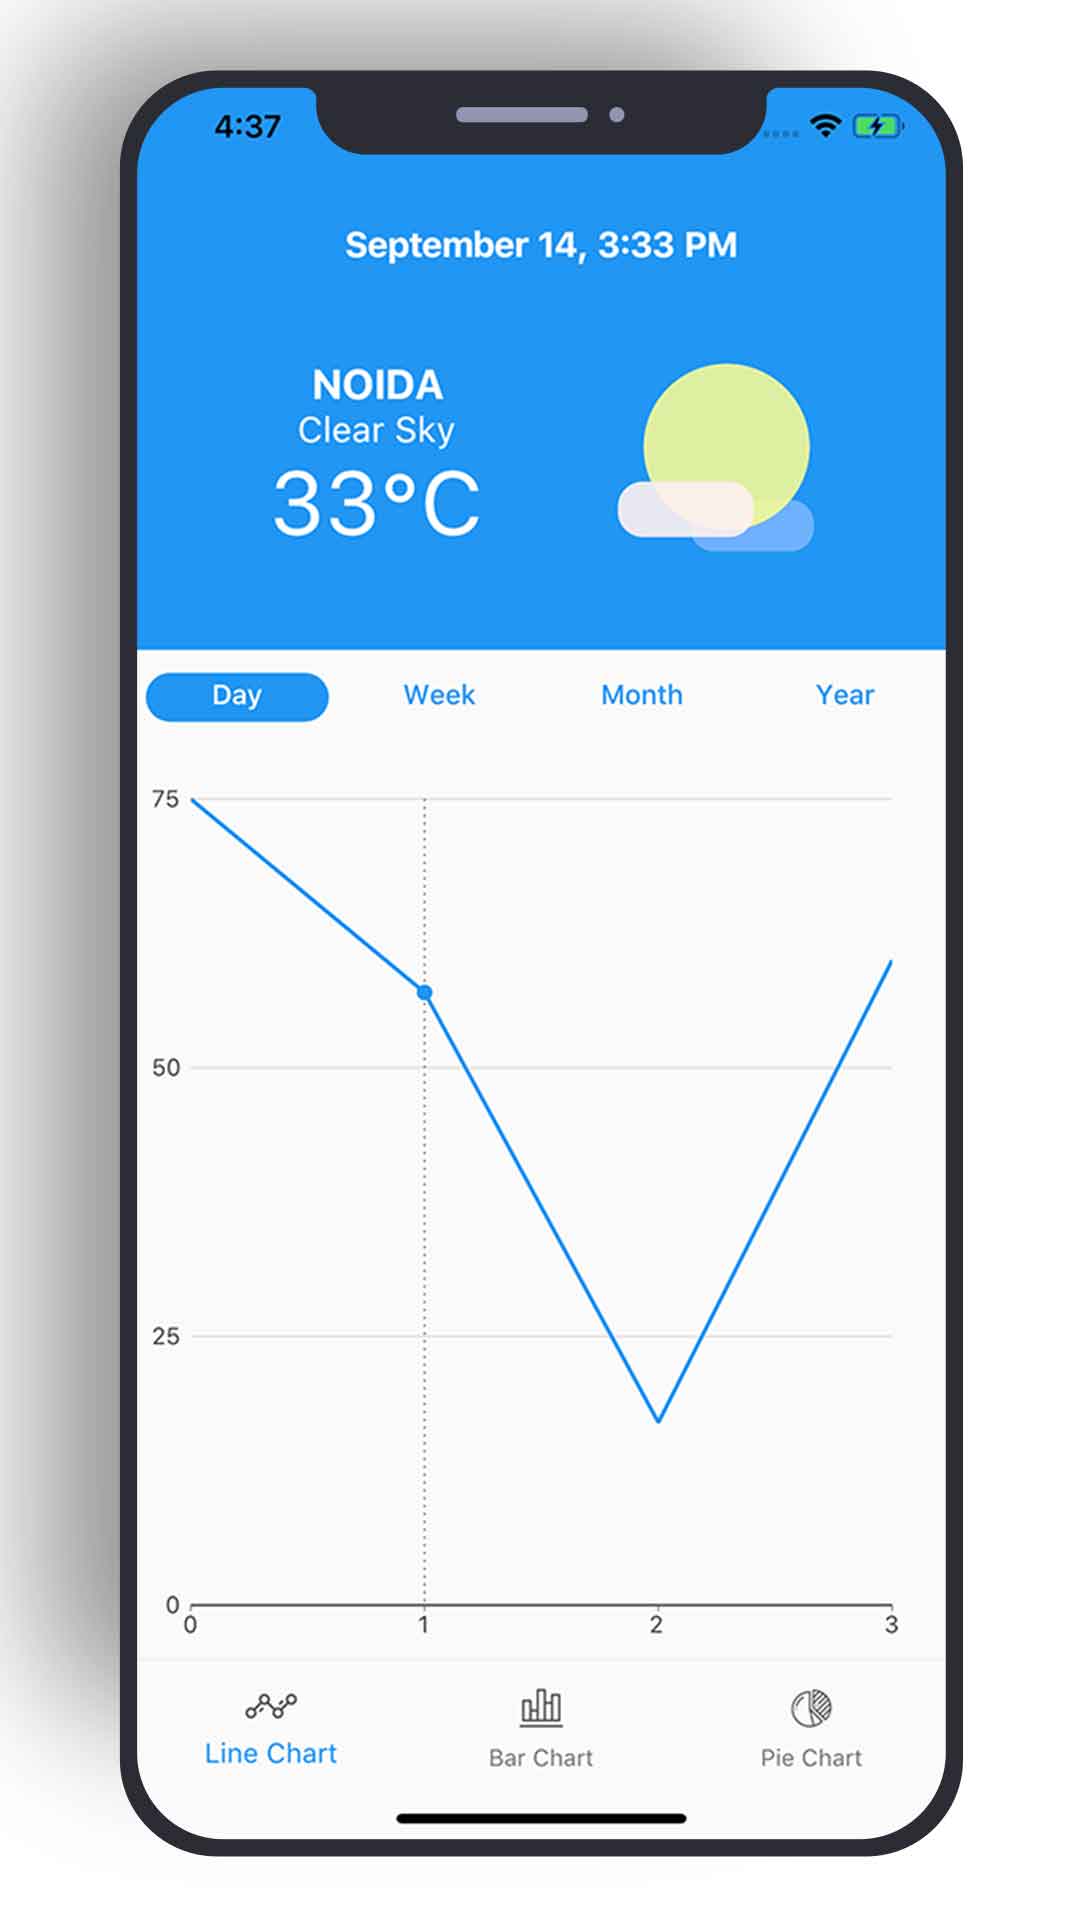 4:37
September 14, 3:33 PM
NOIDA
Clear Sky
33°C
Day Week Month Year
75
50
25
0
0 1 2 3
Line Chart Bar Chart Pie Chart